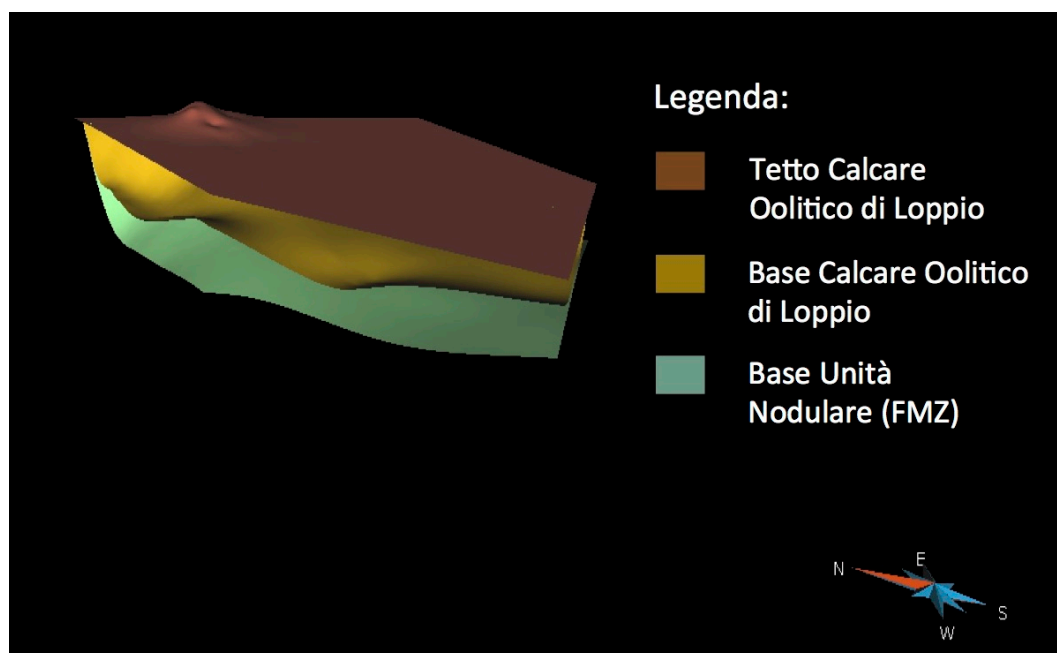 Legenda:
Tetto Calcare
Oolitico di Loppio
Base Calcare Oolitico
di Loppio
Base Unità
Nodulare (FMZ)
N
E
S
W